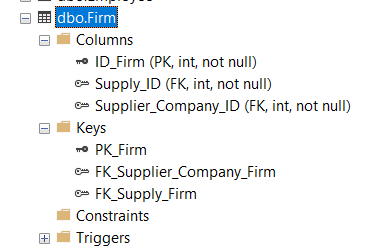 dbo.Firm
Columns
ID_Firm (PK, int, not null)
Supply_ID (FK, int, not null)
Supplier_Company_ID (FK, int, not null)
Keys
PK_Firm
FK_Supplier_Company_Firm
FK_Supply_Firm
Constraints
Triggers